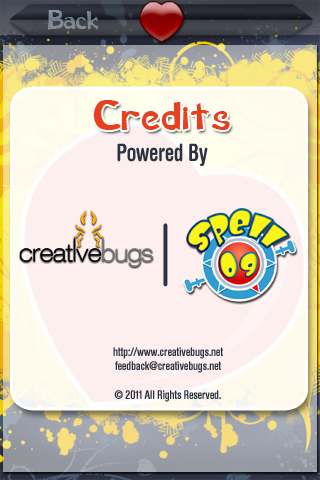 Back
Credits
Powered By
creativebugs
Spell
09
http://www.creativebugs.net
feedback@creativebugs.net
© 2011 All Rights Reserved.